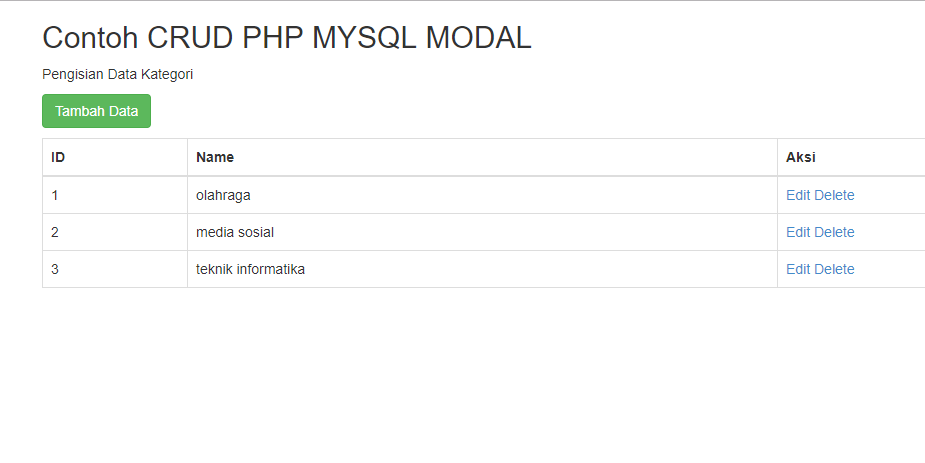 Contoh CRUD PHP MYSQL MODAL
Pengisian Data Kategori
Tambah Data
ID Name Aksi
1 olahraga Edit Delete
2 media sosial Edit Delete
3 teknik informatika Edit Delete